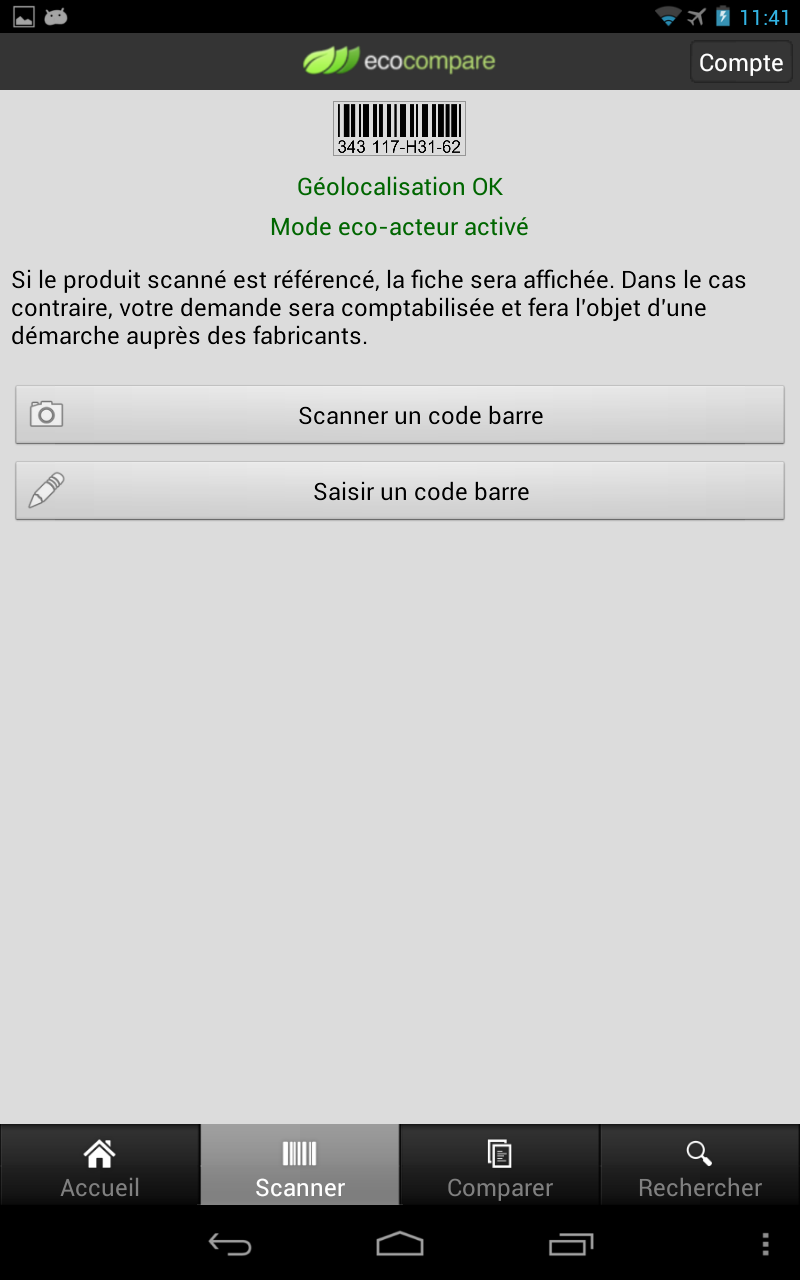 11:41
ecocompare
Compte
343 117-H31-62
Géolocalisation OK
Mode eco-acteur activé
Si le produit scanné est référencé, la fiche sera affichée. Dans le cas
contraire, votre demande sera comptabilisée et fera l'objet d'une
démarche auprès des fabricants.
Scanner un code barre
Saisir un code barre
Accueil
Scanner
Comparer
Rechercher